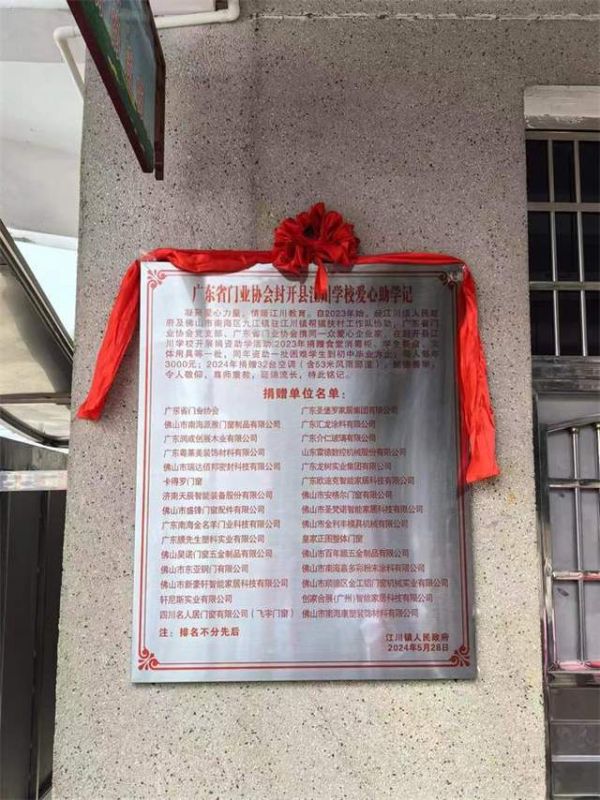 广东省门业协会封开县江川学校爱心助学记
凝聚爱心力量，情暖江川教育。自2023年始，经江川镇人民政
府及佛山市南海区九江镇驻江川镇帮镇扶村工作队协助，广东省门
业协会党支部、广东省门业协会携同一众爱心企业家，在封开县江
川学校开展捐资助学活动:2023年捐赠食堂消毒柜、学生餐桌、文
体用具等一批，同年资助一批困难学生到初中毕业为止，每人每年
3000元；2024年捐赠32台空调（含53米风雨廊道）。
令人敬仰，尊师重教，延绵流长，特此铭记。
捐赠单位名单：
广东省门业协会 广东圣堡罗家居集团有限公司
佛山市南海派雅门窗制品有限公司 广东汇龙涂料有限公司
广东润成创展木业有限公司 广东介仁玻璃有限公司
广东粤莱美装饰材料有限公司 山东雷德数控机械股份有限公司
佛山市瑞达佰邦密封科技有限公司 广东龙树实业集团有限公司
卡得罗门窗 广东欧迪克智能家居科技有限公司
济南天辰智能装备股份有限公司 佛山市安格尔门窗有限公司
佛山市盛锋门窗配件有限公司 佛山市圣梵诺智能家居科技有限公司
广东南海金名羊门业科技有限公司 佛山市金利丰模具机械有限公司
广东膜先生塑料实业有限公司 皇家正图整体门窗
佛山昊诺门窗五金制品有限公司 佛山市百年顺五金制品有限公司
佛山市东亚钢门有限公司 佛山市南海嘉多彩粉末涂料有限公司
佛山市新豪轩智能家居科技有限公司 佛山市顺德区金工铝门窗机械实业有限公司
轩尼斯实业有限公司 创家合展(广州)智能家居科技有限公司
四川名人居门窗有限公司（飞宇门窗） 佛山市南海康塑装饰材料有限公司
注：排名不分先后
江川镇人民政府
2024年5月28日